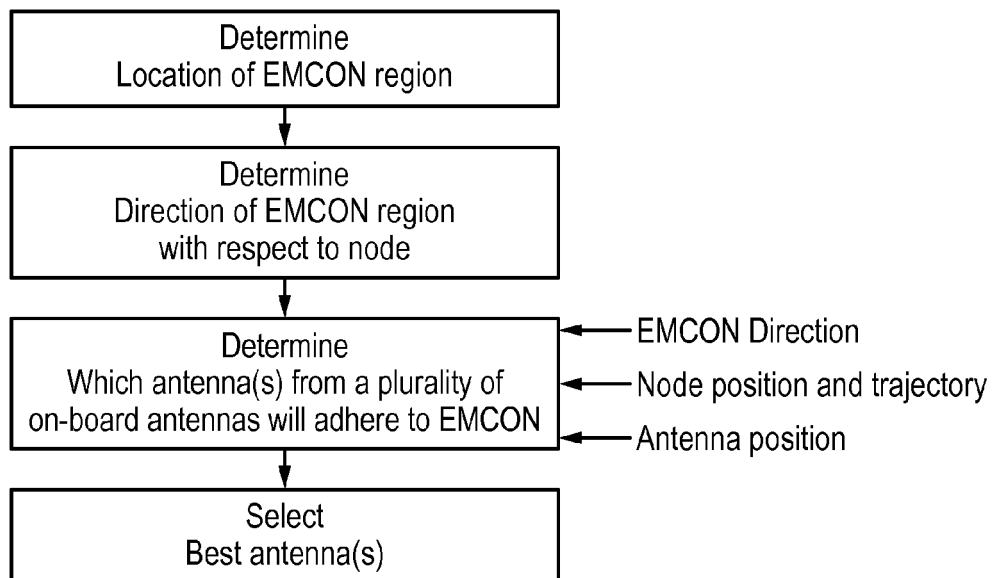 Determine
Location of EMCON region
Determine
Direction of EMCON region
with respect to node
Determine
Which antenna(s) from a plurality of
on-board antennas will adhere to EMCON
EMCON Direction
Node position and trajectory
Antenna position
Select
Best antenna(s)